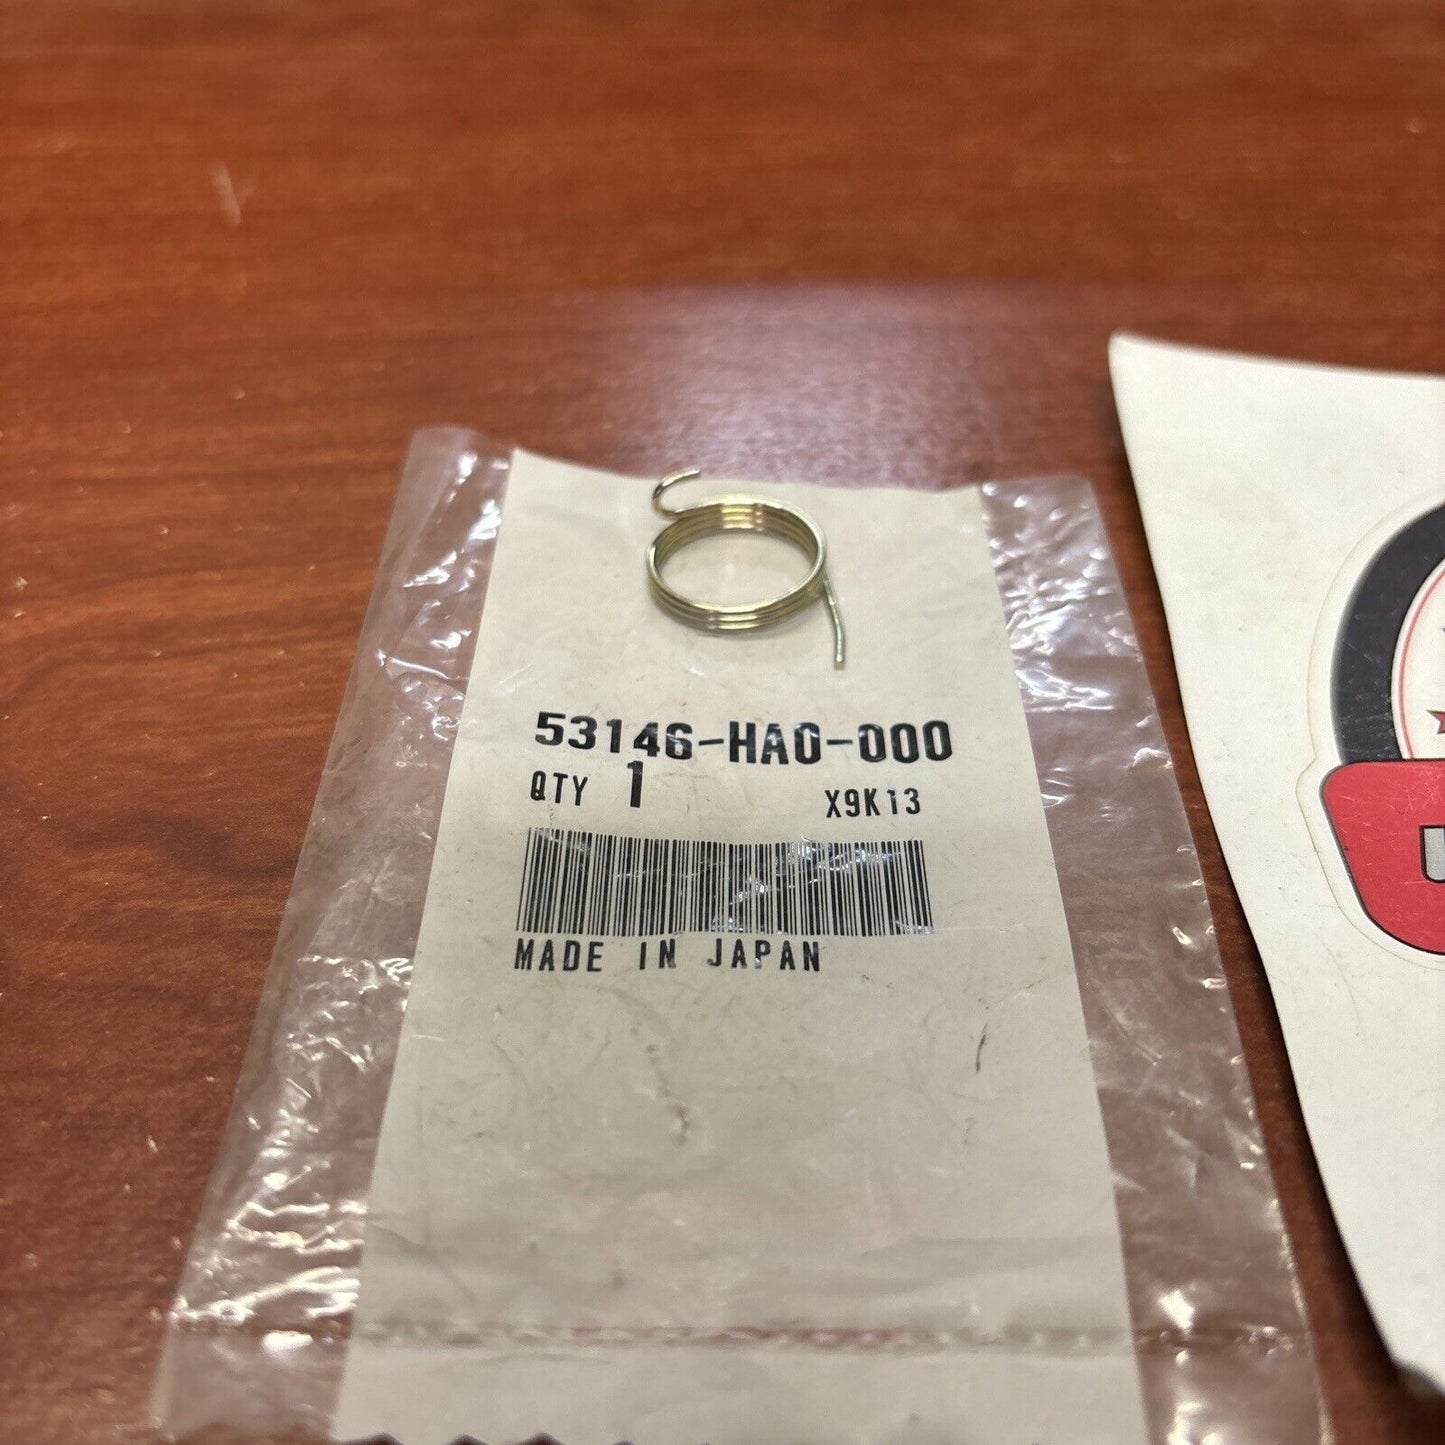 53146-HA0-000
QTY 1 X9K13
MADE IN JAPAN